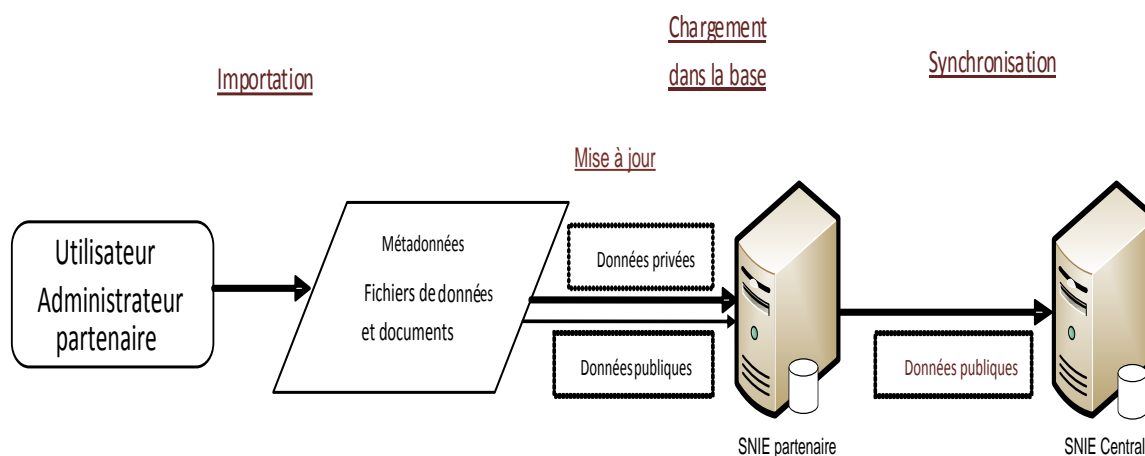 Chargement
dans la base
Importation
Synchronisation
Mise à jour
Utilisateur
Administrateur
partenaire
Métadonnées
Fichiers de données
et documents
Données privées
Données publiques
Données publiques
SNIE partenaire
SNIE Central